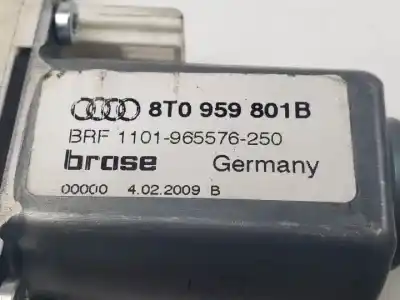 8T0 959 801B
BRF 1101-965576-250
brose Germany
00000 4.02.2009 B